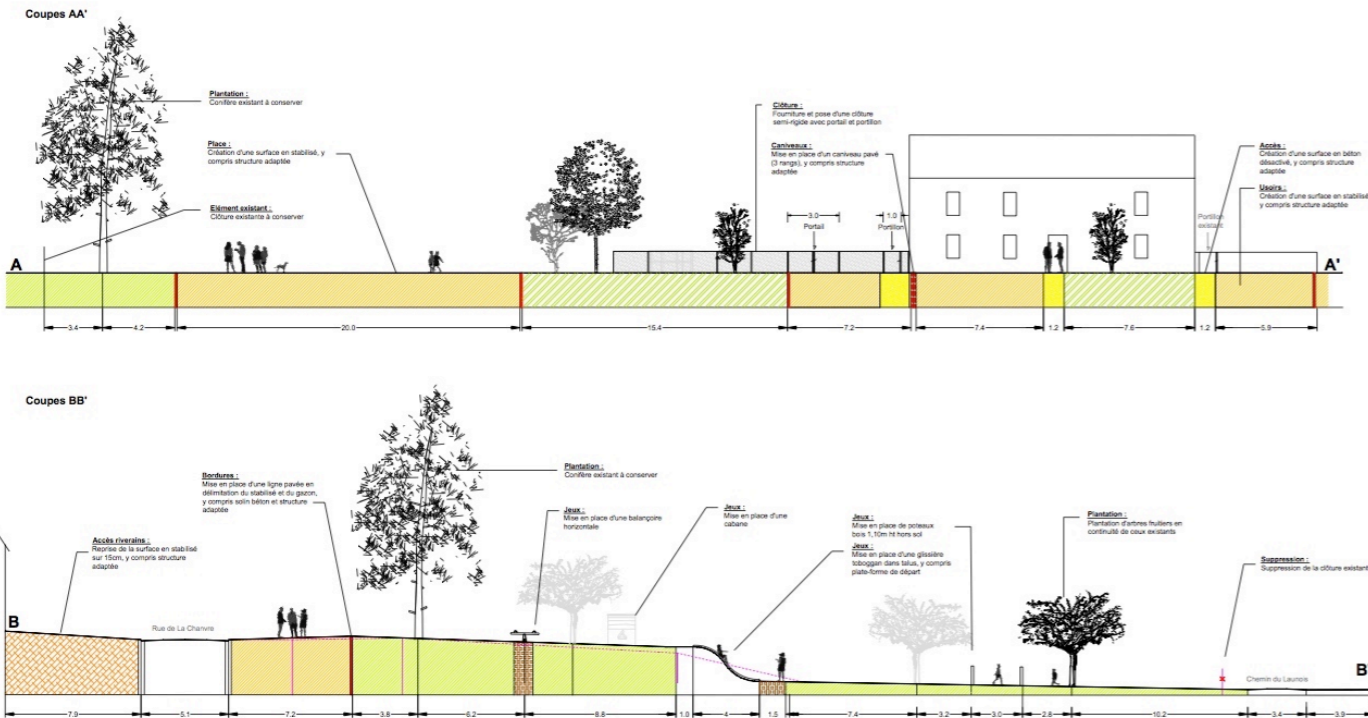 Coupes AA'
Plantation :
Conifère existant à conserver
Place :
Création d'une surface en stabilisé, y
compris structure adaptée
Elément existant :
Clôture existante à conserver
Clôture :
Fourniture et pose d'une clôture
semi-rigide avec portail et portillon
Caniveaux :
Mise en place d'un caniveau pavé
(3 rangs), y compris structure
adaptée
3.0
Portail
1.0
Portillon
Accès :
Création d'une surface en béton
désactivé, y compris structure
adaptée
Usoirs :
Création d'une surface en stabilisé
y compris structure adaptée
Portillon
existant
A
A'
3.4
4.2
20.0
15.4
7.2
7.4
1.2
7.6
1.2
5.9
Coupes BB'
Accès riverains :
Reprise de la surface en stabilisé
sur 15cm, y compris structure
adaptée
Bordures :
Mise en place d'une ligne pavée en
délimitation du stabilisé et du gazon,
y compris solin béton et structure
adaptée
Plantation :
Conifère existant à conserver
Jeux :
Mise en place d'une balançoire
horizontale
Jeux :
Mise en place d'une
cabane
Jeux :
Mise en place de poteaux
bois 1,10m ht hors sol
Jeux :
Mise en place d'une glissière
toboggan dans talus, y compris
plate-forme de départ
Plantation :
Plantation d'arbres fruitiers en
continuité de ceux existants
Suppression :
Suppression de la clôture existant
B
Rue de La Chanvre
Chemin du Launois
B
7.9
5.1
7.2
3.8
6.2
8.8
1.0
4
1.5
7.4
3.2
3.0
2.8
10.2
3.4
3.9